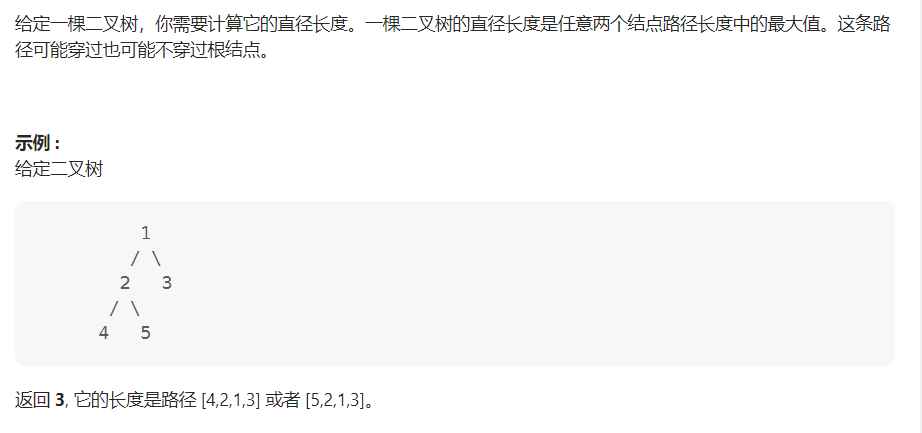 给定一棵二叉树，你需要计算它的直径长度。一棵二叉树的直径长度是任意两个结点路径长度中的最大值。这条路
径可能穿过也可能不穿过根结点。
示例 :
给定二叉树
1
/ \
2 3
/ \
4 5
返回 3, 它的长度是路径 [4,2,1,3] 或者 [5,2,1,3]。